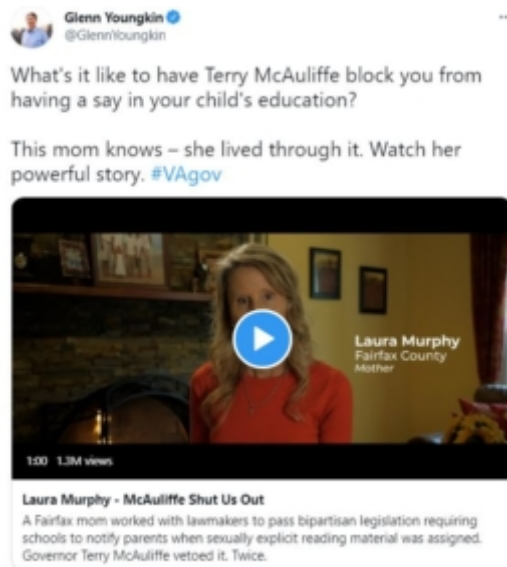 Glenn Youngkin
@GlennYoungkin
What's it like to have Terry McAuliffe block you from
having a say in your child's education?
This mom knows – she lived through it. Watch her
powerful story. #VAgov
Laura Murphy
Fairfax County
Mother
1:00 1.3M views
Laura Murphy - McAuliffe Shut Us Out
A Fairfax mom worked with lawmakers to pass bipartisan legislation requiring
schools to notify parents when sexually explicit reading material was assigned.
Governor Terry McAuliffe vetoed it. Twice.